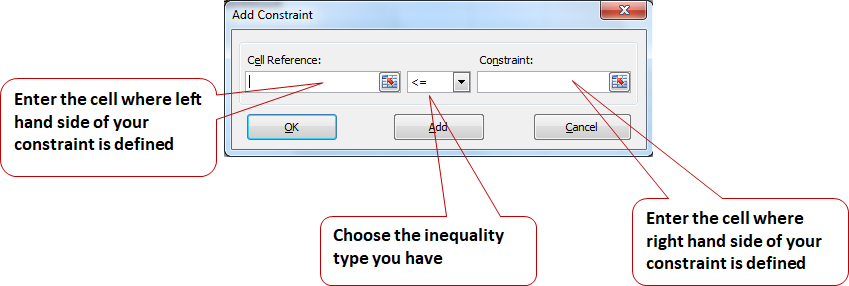 Add Constraint
Cell Reference:
Constraint:
<=
OK
Add
Cancel
Enter the cell where left
hand side of your
constraint is defined
Choose the inequality
type you have
Enter the cell where
right hand side of your
constraint is defined